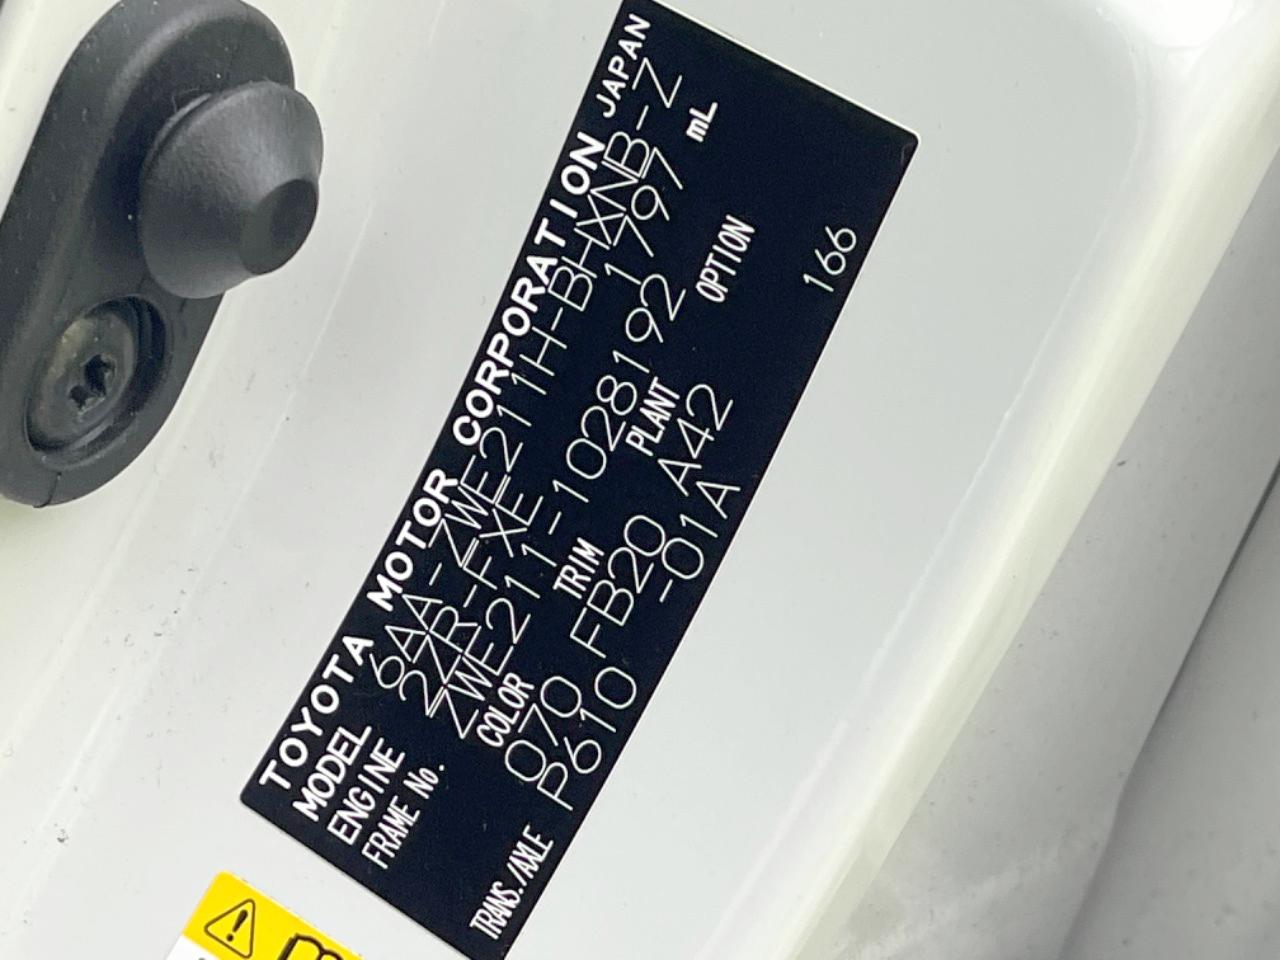 TOYOTA MOTOR CORPORATION JAPAN
MODEL 6AA-ZWE211H-BHXNB-Z
ENGINE 2ZR-FXE 1797 mL
FRAME No. ZWE211-1028192
COLOR TRIM PLANT OPTION
070 FB20 A42
TRANS./AXLE P610 -01A 166